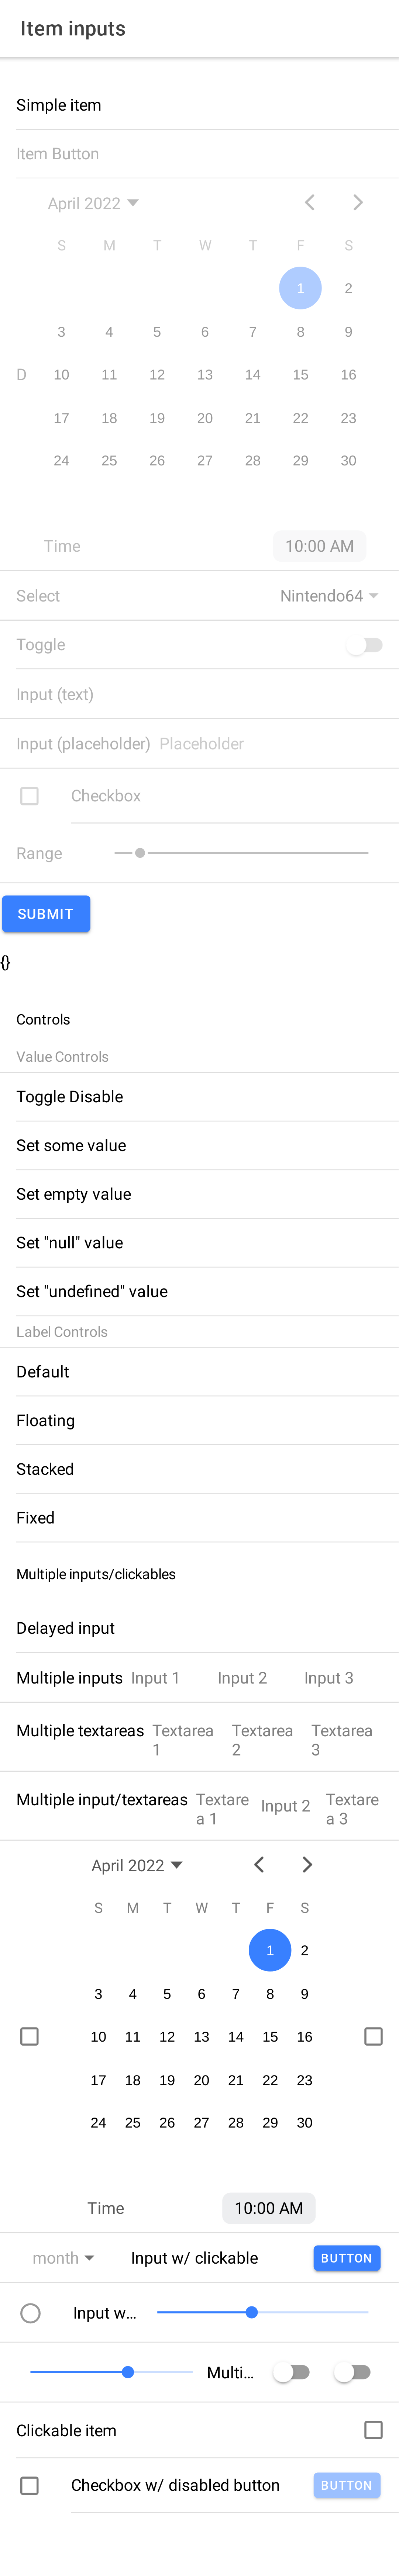 Item inputs
Simple item
Item Button
April 2022
S M T W T F S
1 2
3 4 5 6 7 8 9
D 10 11 12 13 14 15 16
17 18 19 20 21 22 23
24 25 26 27 28 29 30
Time 10:00 AM
Select Nintendo64
Toggle
Input (text)
Input (placeholder) Placeholder
Checkbox
Range
SUBMIT
{}
Controls
Value Controls
Toggle Disable
Set some value
Set empty value
Set "null" value
Set "undefined" value
Label Controls
Default
Floating
Stacked
Fixed
Multiple inputs/clickables
Delayed input
Multiple inputs Input 1 Input 2 Input 3
Multiple textareas Textarea Textarea Textarea
1 2 3
Multiple input/textareas Textare Input 2 Textare
a 1 a 3
April 2022
S M T W T F S
1 2
3 4 5 6 7 8 9
10 11 12 13 14 15 16
17 18 19 20 21 22 23
24 25 26 27 28 29 30
Time 10:00 AM
month Input w/ clickable BUTTON
Input w...
Multi...
Clickable item
Checkbox w/ disabled button BUTTON